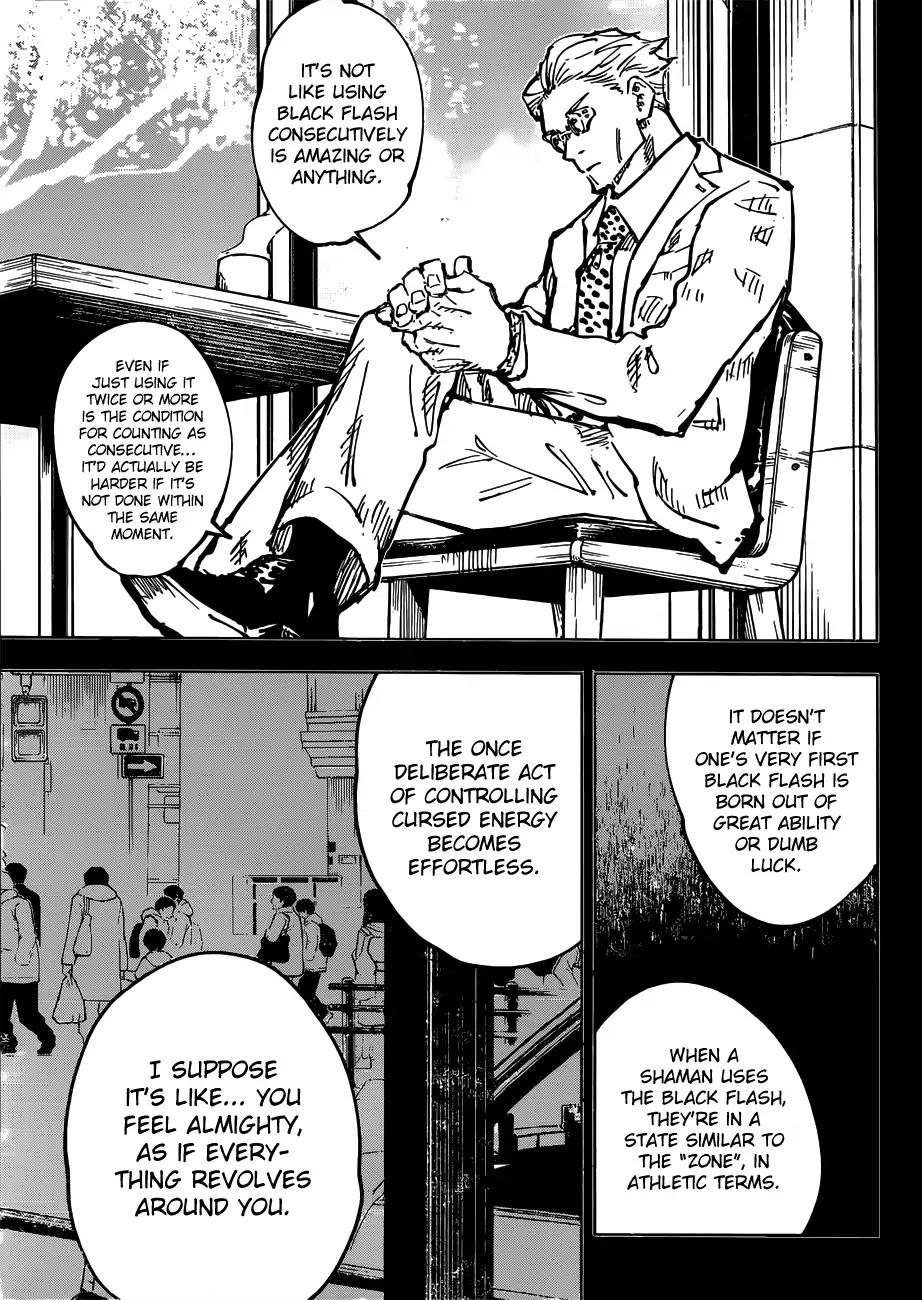 IT'S NOT
LIKE USING
BLACK FLASH
CONSECUTIVELY
IS AMAZING OR
ANYTHING.
EVEN IF
JUST USING IT
TWICE OR MORE
IS THE CONDITION
FOR COUNTING AS
CONSECUTIVE...
IT'D ACTUALLY BE
HARDER IF IT'S
NOT DONE WITHIN
THE SAME
MOMENT.
IT DOESN'T
MATTER IF
ONE'S VERY FIRST
BLACK FLASH IS
BORN OUT OF
GREAT ABILITY
OR DUMB
LUCK.
WHEN A
SHAMAN USES
THE BLACK FLASH,
THEY'RE IN A
STATE SIMILAR TO
THE "ZONE", IN
ATHLETIC TERMS.
THE ONCE
DELIBERATE ACT
OF CONTROLLING
CURSED ENERGY
BECOMES
EFFORTLESS.
I SUPPOSE
IT'S LIKE... YOU
FEEL ALMIGHTY,
AS IF EVERY-
THING REVOLVES
AROUND YOU.